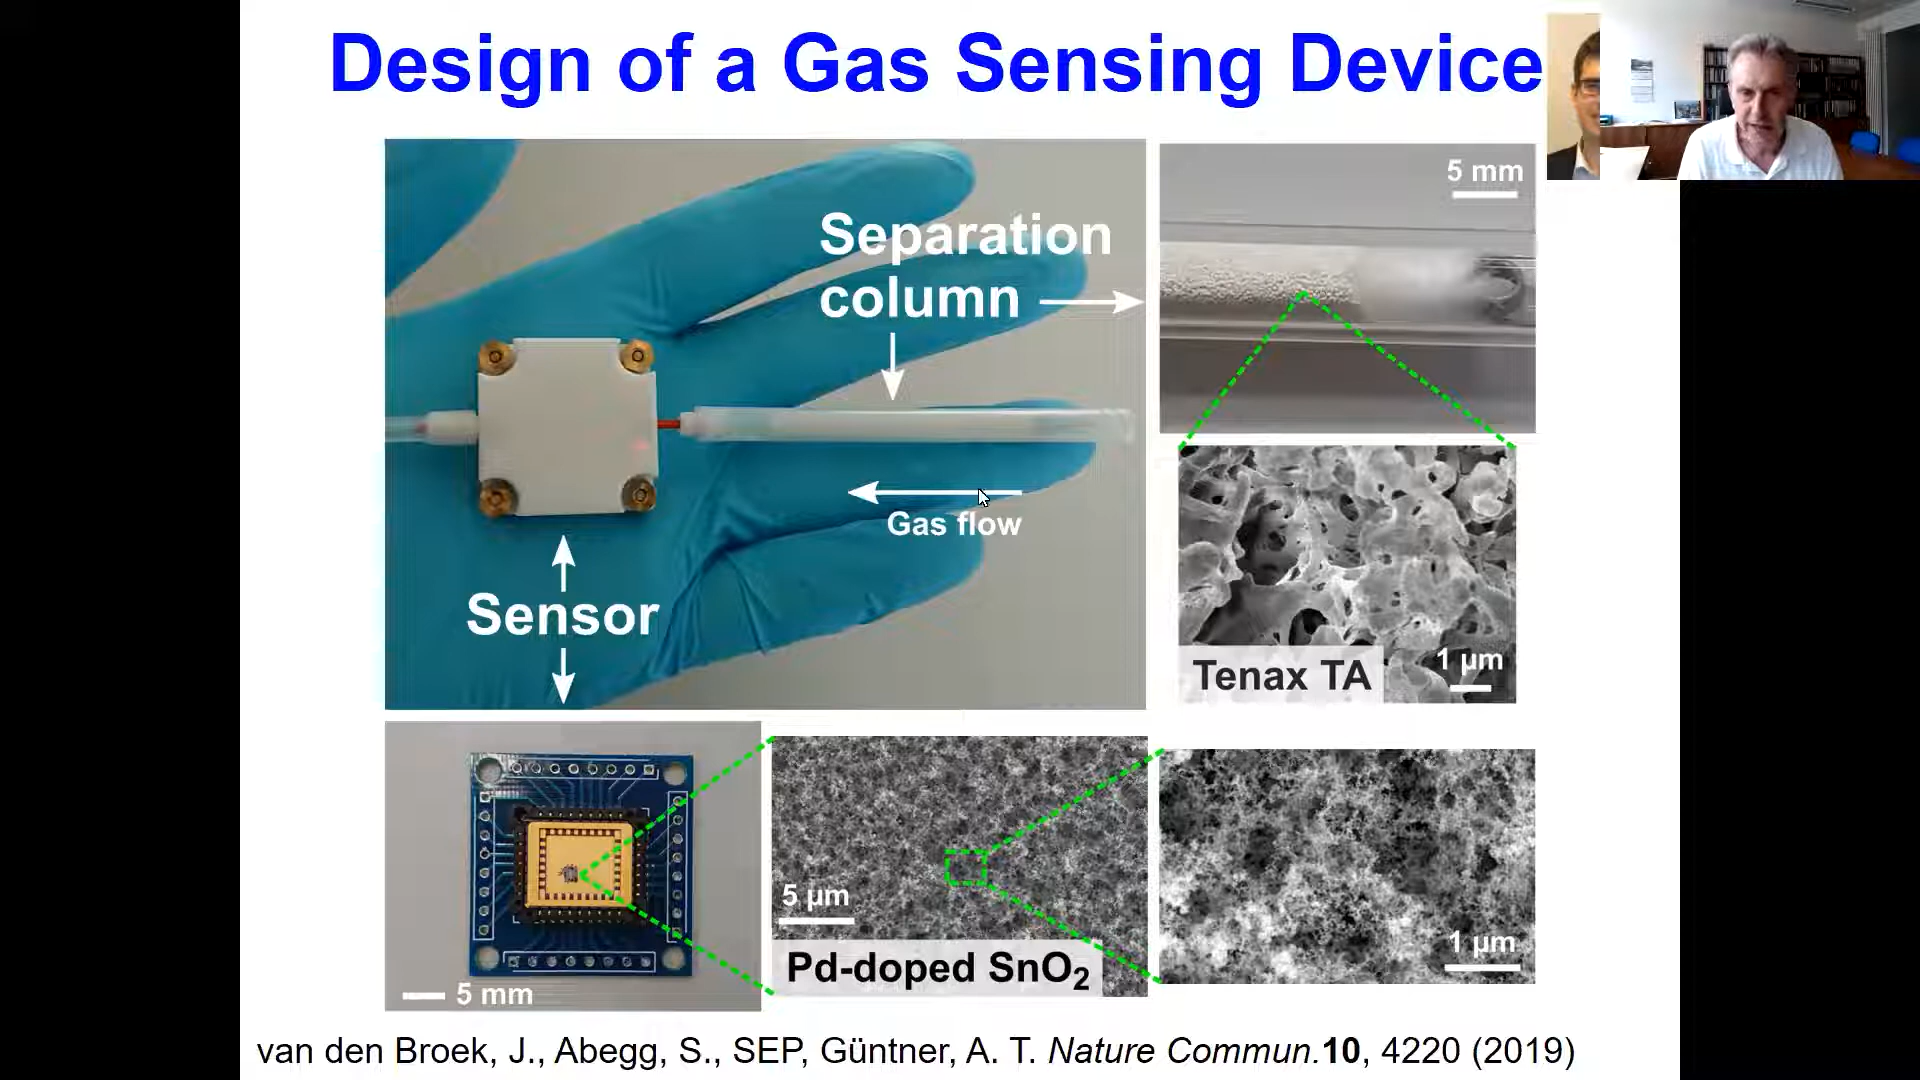 Design of a Gas Sensing Device
5 mm
Separation
column
Gas flow
Sensor
Tenax TA
1 µm
5 mm
5 µm
Pd-doped SnO₂
1 µm
van den Broek, J., Abegg, S., SEP, Güntner, A. T. Nature Commun.10, 4220 (2019)